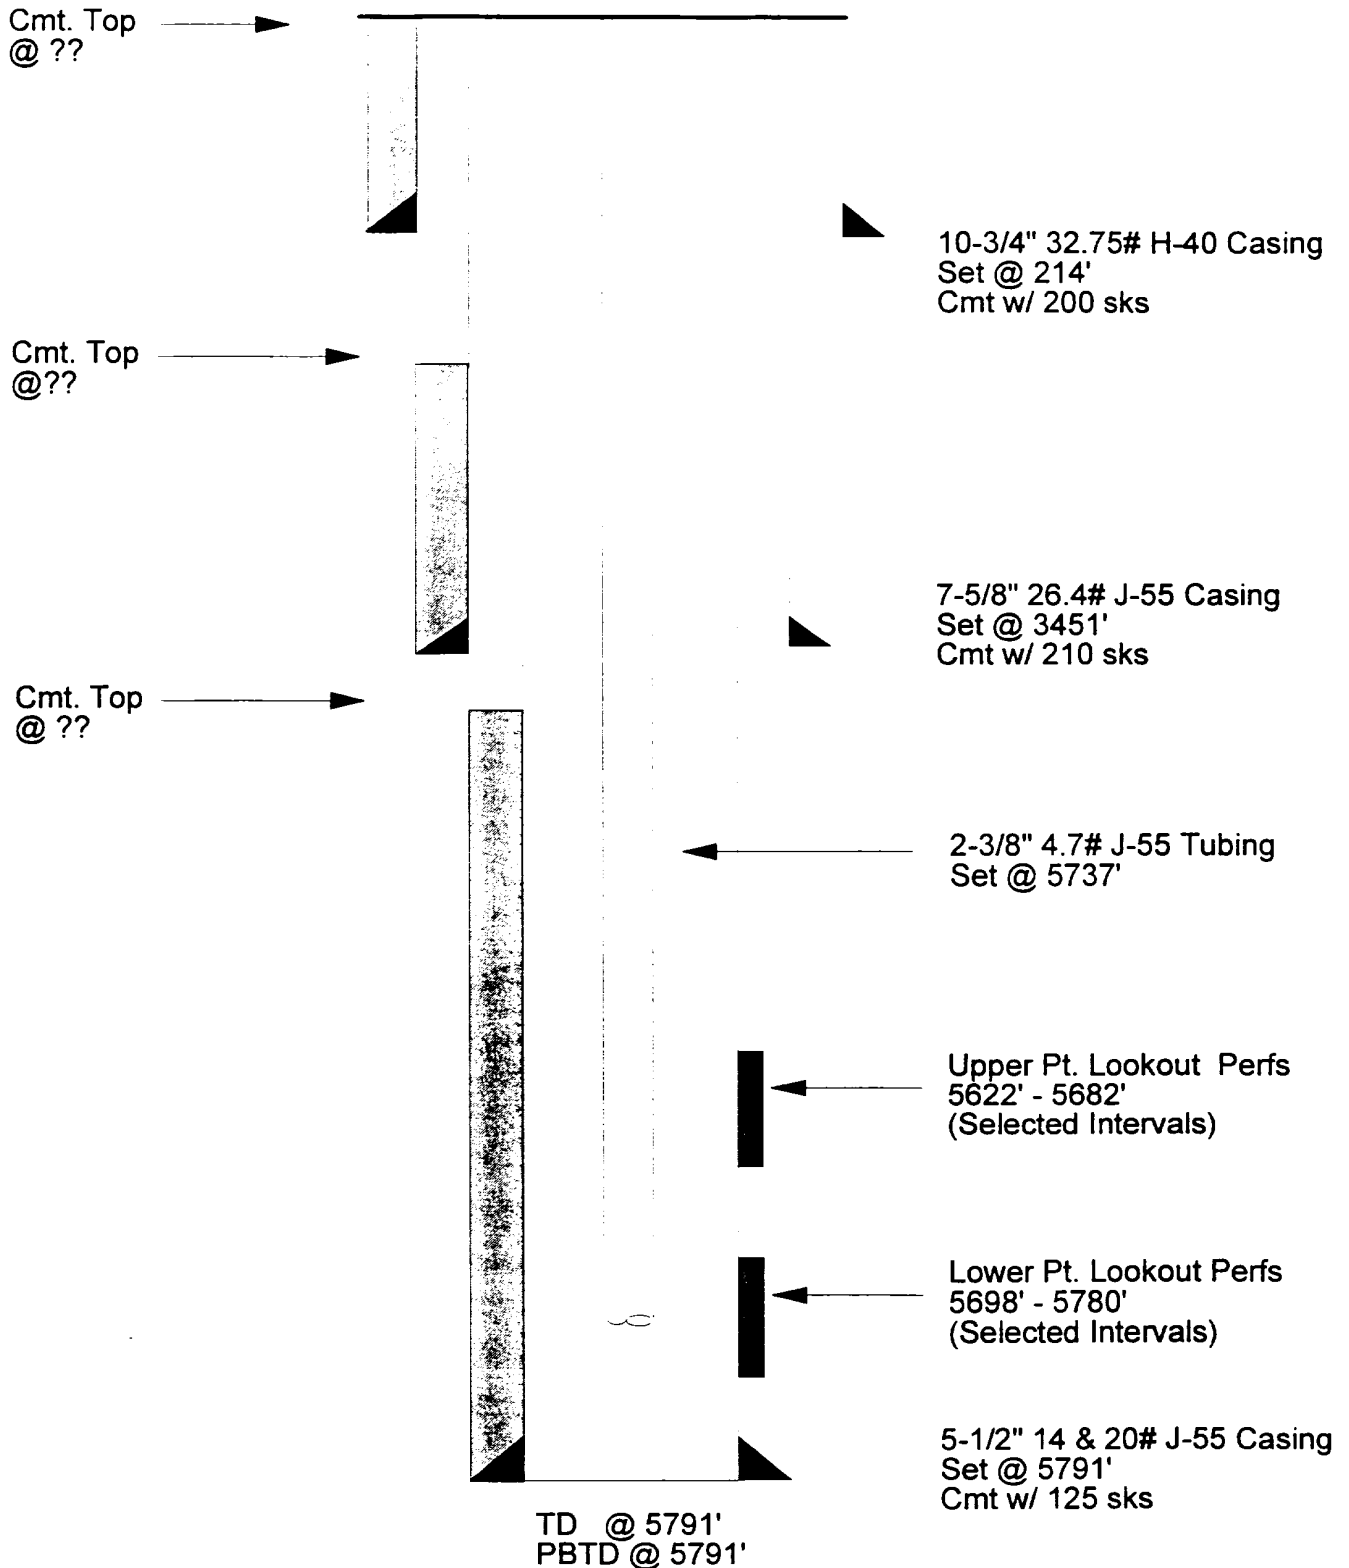 Cmt. Top
@ ??
10-3/4" 32.75# H-40 Casing
Set @ 214'
Cmt w/ 200 sks
Cmt. Top
@??
7-5/8" 26.4# J-55 Casing
Set @ 3451'
Cmt w/ 210 sks
Cmt. Top
@ ??
2-3/8" 4.7# J-55 Tubing
Set @ 5737'
Upper Pt. Lookout Perfs
5622' - 5682'
(Selected Intervals)
Lower Pt. Lookout Perfs
5698' - 5780'
(Selected Intervals)
5-1/2" 14 & 20# J-55 Casing
Set @ 5791'
Cmt w/ 125 sks
TD @ 5791'
PBTD @ 5791'